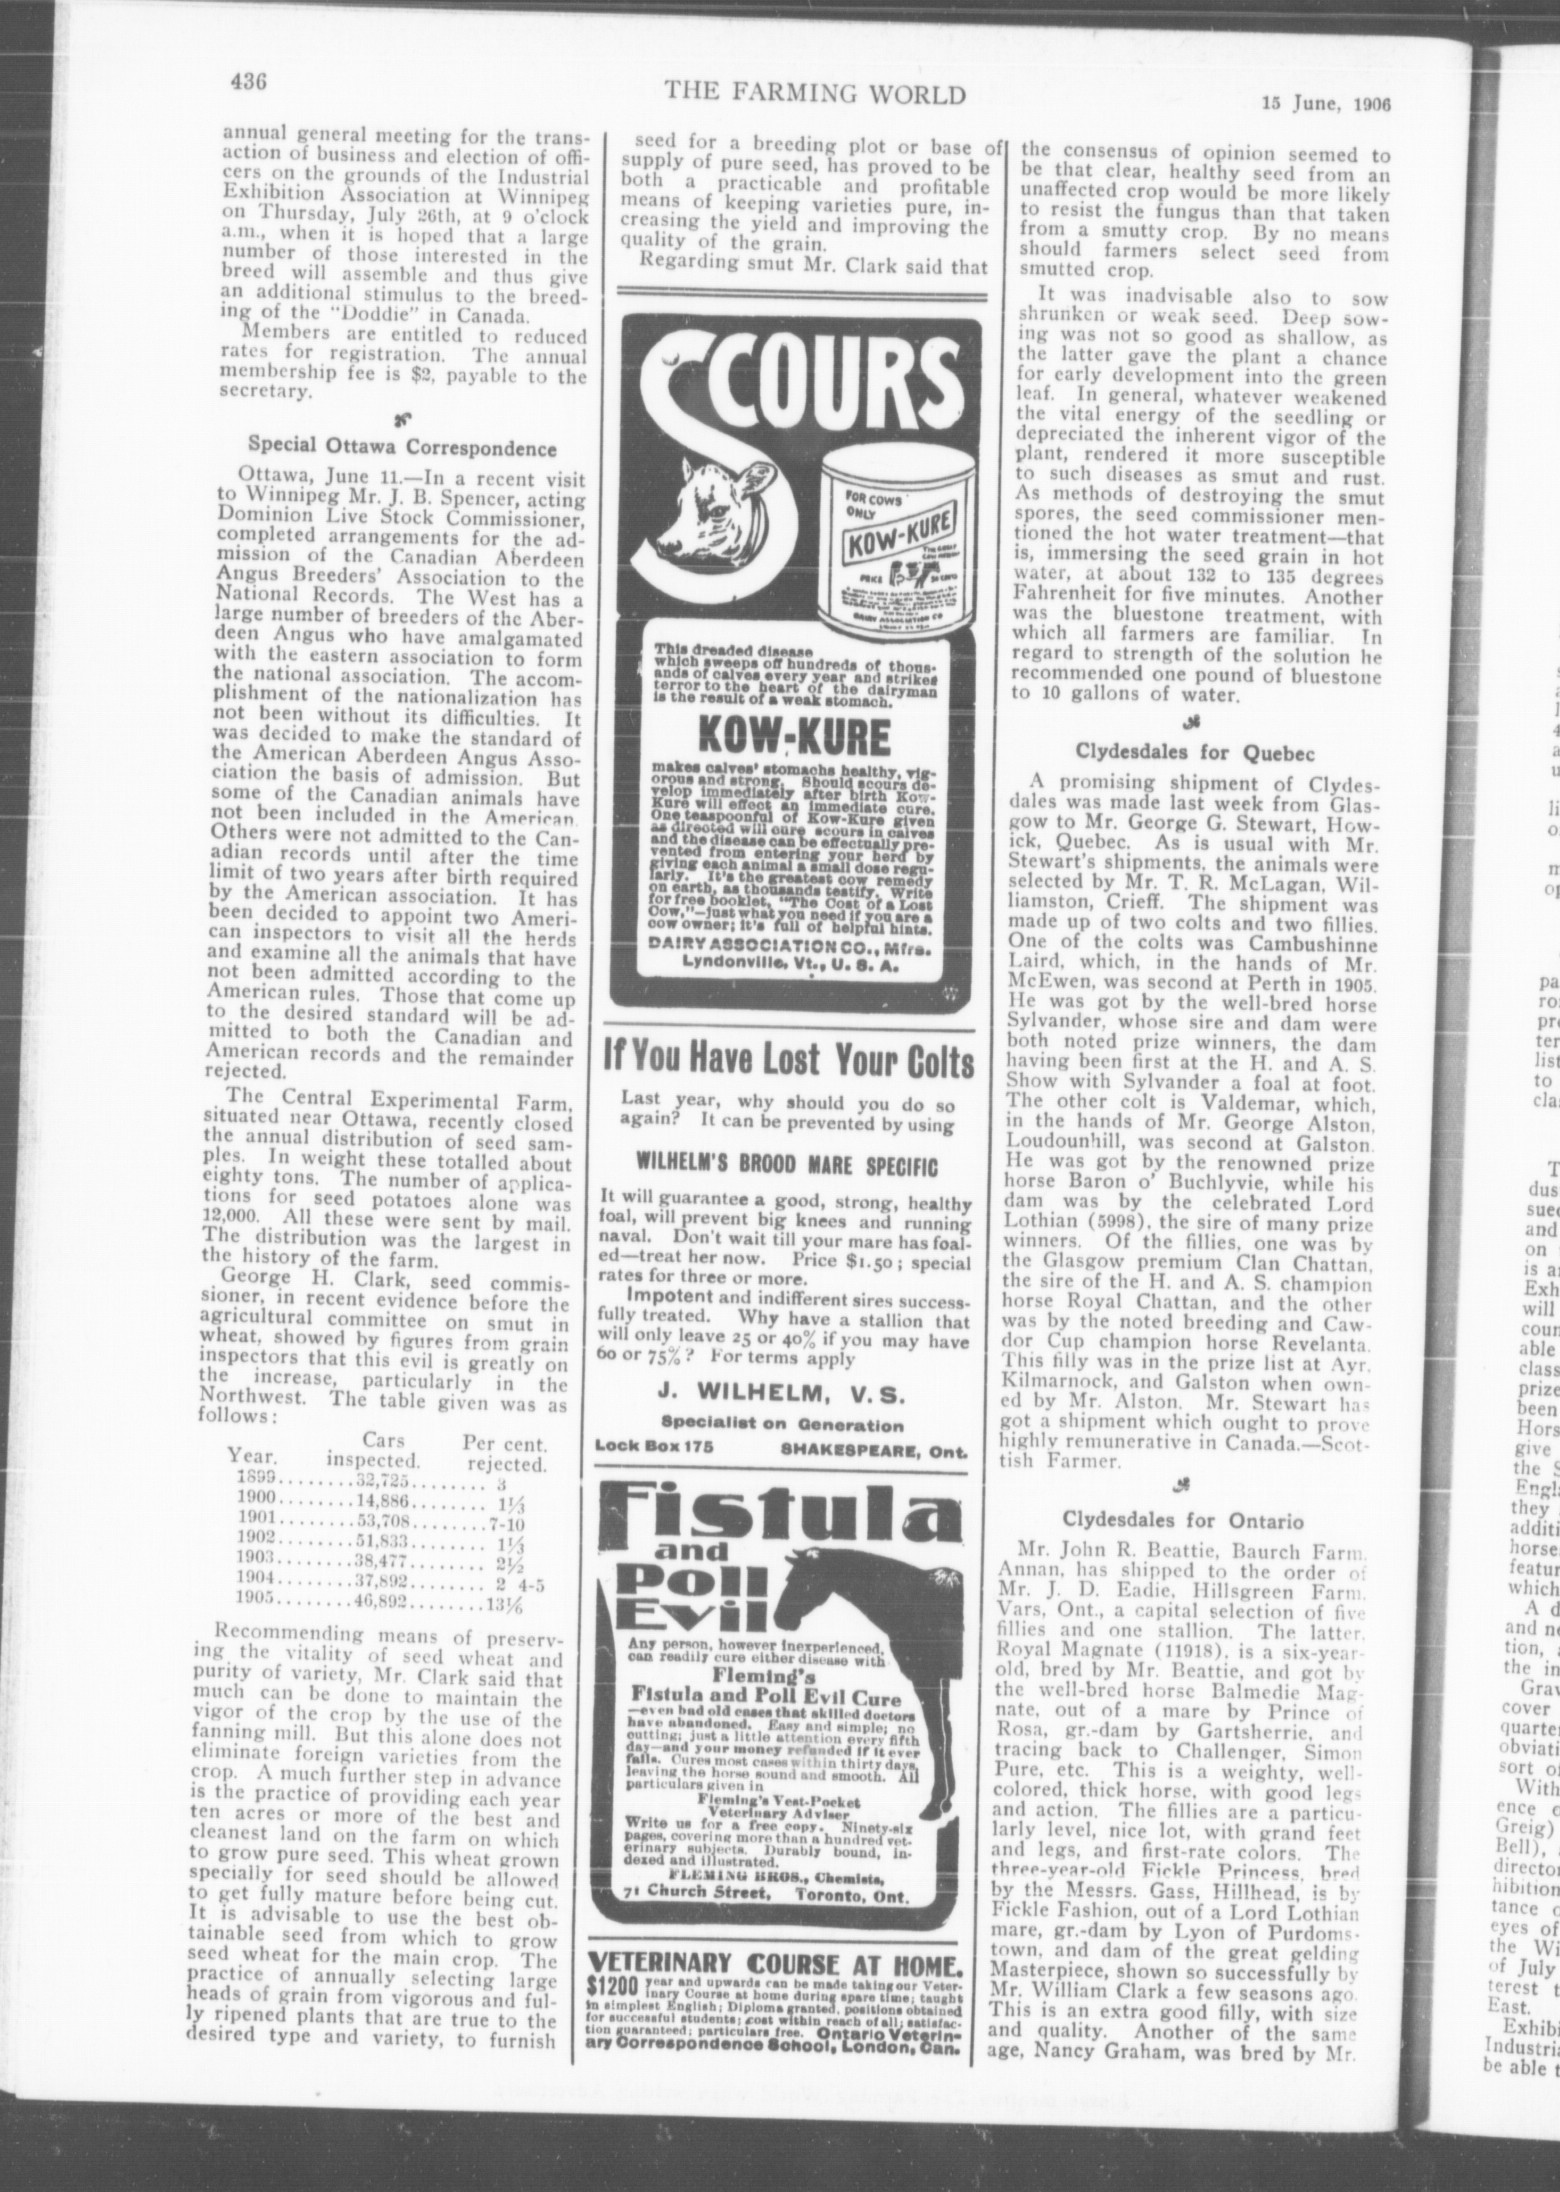 436
THE FARMING WORLD
15 June, 1906
annual general meeting for the trans-
action of business and election of offi-
cers on the grounds of the Industrial
Exhibition Association at Winnipeg
on Thursday, July 26th, at 9 o'clock
a.m., when it is hoped that a large
number of those interested in the
breed will assemble and thus give
an additional stimulus to the breed-
ing of the "Doddie" in Canada.
Members are entitled to reduced
rates for registration. The annual
membership fee is $2, payable to the
secretary.
Special Ottawa Correspondence
Ottawa, June 11.—In a recent visit
to Winnipeg Mr. J. B. Spencer, acting
Dominion Live Stock Commissioner,
completed arrangements for the ad-
mission of the Canadian Aberdeen
Angus Breeders' Association to the
National Records. The West has a
large number of breeders of the Aber-
deen Angus who have amalgamated
with the eastern association to form
the national association. The accom-
plishment of the nationalization has
not been without its difficulties. It
was decided to make the standard of
the American Aberdeen Angus Asso-
ciation the basis of admission. But
some of the Canadian animals have
not been included in the American.
Others were not admitted to the Can-
adian records until after the time
limit of two years after birth required
by the American association. It has
been decided to appoint two Ameri-
can inspectors to visit all the herds
and examine all the animals that have
not been admitted according to the
American rules. Those that come up
to the desired standard will be ad-
mitted to both the Canadian and
American records and the remainder
rejected.
The Central Experimental Farm,
situated near Ottawa, recently closed
the annual distribution of seed sam-
ples. In weight these totalled about
eighty tons. The number of applica-
tions for seed potatoes alone was
12,000. All these were sent by mail.
The distribution was the largest in
the history of the farm.
George H. Clark, seed commis-
sioner, in recent evidence before the
agricultural committee on smut in
wheat, showed by figures from grain
inspectors that this evil is greatly on
the increase, particularly in the
Northwest. The table given was as
follows:
Cars Per cent.
Year. inspected. rejected.
1899........32,725........ 3
1900........14,886........ 1⅓
1901........53,708........7-10
1902........51,833........ 1⅓
1903........38,477........ 2½
1904........37,892........ 2 4-5
1905........46,892........13⅙
Recommending means of preserv-
ing the vitality of seed wheat and
purity of variety, Mr. Clark said that
much can be done to maintain the
vigor of the crop by the use of the
fanning mill. But this alone does not
eliminate foreign varieties from the
crop. A much further step in advance
is the practice of providing each year
ten acres or more of the best and
cleanest land on the farm on which
to grow pure seed. This wheat grown
specially for seed should be allowed
to get fully mature before being cut.
It is advisable to use the best ob-
tainable seed from which to grow
seed wheat for the main crop. The
practice of annually selecting large
heads of grain from vigorous and ful-
ly ripened plants that are true to the
desired type and variety, to furnish
seed for a breeding plot or base of
supply of pure seed, has proved to be
both a practicable and profitable
means of keeping varieties pure, in-
creasing the yield and improving the
quality of the grain.
Regarding smut Mr. Clark said that
SCOURS
FOR COWS
ONLY
KOW-KURE
PRICE
DAIRY ASSOCIATION CO
This dreaded disease
which sweeps off hundreds of thous-
ands of calves every year and strikes
terror to the heart of the dairyman
is the result of a weak stomach.
KOW-KURE
makes calves' stomachs healthy, vig-
orous and strong. Should scours de-
velop immediately after birth Kow-
Kure will effect an immediate cure.
One teaspoonful of Kow-Kure given
as directed will cure scours in calves
and the disease can be effectually pre-
vented from entering your herd by
giving each animal a small dose regu-
larly. It's the greatest cow remedy
on earth, as thousands testify. Write
for free booklet, "The Cost of a Lost
Cow,"—just what you need if you are a
cow owner; it's full of helpful hints.
DAIRY ASSOCIATION CO., Mfrs.
Lyndonville, Vt., U. S. A.
If You Have Lost Your Colts
Last year, why should you do so
again? It can be prevented by using
WILHELM'S BROOD MARE SPECIFIC
It will guarantee a good, strong, healthy
foal, will prevent big knees and running
naval. Don't wait till your mare has foal-
ed—treat her now. Price $1.50; special
rates for three or more.
Impotent and indifferent sires success-
fully treated. Why have a stallion that
will only leave 25 or 40% if you may have
60 or 75%? For terms apply
J. WILHELM, V. S.
Specialist on Generation
Lock Box 175 SHAKESPEARE, Ont.
Fistula
and
Poll
Evil
Any person, however inexperienced,
can readily cure either disease with
Fleming's
Fistula and Poll Evil Cure
—even bad old cases that skilled doctors
have abandoned. Easy and simple; no
cutting; just a little attention every fifth
day—and your money refunded if it ever
fails. Cures most cases within thirty days,
leaving the horse sound and smooth. All
particulars given in
Fleming's Vest-Pocket
Veterinary Adviser
Write us for a free copy. Ninety-six
pages, covering more than a hundred vet-
erinary subjects. Durably bound, in-
dexed and illustrated.
FLEMING BROS., Chemists,
71 Church Street, Toronto, Ont.
VETERINARY COURSE AT HOME.
$1200 year and upwards can be made taking our Veter-
inary Course at home during spare time; taught
in simplest English; Diploma granted, positions obtained
for successful students; cost within reach of all; satisfac-
tion guaranteed; particulars free. Ontario Veterin-
ary Correspondence School, London, Can.
the consensus of opinion seemed to
be that clear, healthy seed from an
unaffected crop would be more likely
to resist the fungus than that taken
from a smutty crop. By no means
should farmers select seed from
smutted crop.
It was inadvisable also to sow
shrunken or weak seed. Deep sow-
ing was not so good as shallow, as
the latter gave the plant a chance
for early development into the green
leaf. In general, whatever weakened
the vital energy of the seedling or
depreciated the inherent vigor of the
plant, rendered it more susceptible
to such diseases as smut and rust.
As methods of destroying the smut
spores, the seed commissioner men-
tioned the hot water treatment—that
is, immersing the seed grain in hot
water, at about 132 to 135 degrees
Fahrenheit for five minutes. Another
was the bluestone treatment, with
which all farmers are familiar. In
regard to strength of the solution he
recommended one pound of bluestone
to 10 gallons of water.
Clydesdales for Quebec
A promising shipment of Clydes-
dales was made last week from Glas-
gow to Mr. George G. Stewart, How-
ick, Quebec. As is usual with Mr.
Stewart's shipments, the animals were
selected by Mr. T. R. McLagan, Wil-
liamston, Crieff. The shipment was
made up of two colts and two fillies.
One of the colts was Cambushinne
Laird, which, in the hands of Mr.
McEwen, was second at Perth in 1905.
He was got by the well-bred horse
Sylvander, whose sire and dam were
both noted prize winners, the dam
having been first at the H. and A. S.
Show with Sylvander a foal at foot.
The other colt is Valdemar, which,
in the hands of Mr. George Alston,
Loudounhill, was second at Galston.
He was got by the renowned prize
horse Baron o' Buchlyvie, while his
dam was by the celebrated Lord
Lothian (5998), the sire of many prize
winners. Of the fillies, one was by
the Glasgow premium Clan Chattan,
the sire of the H. and A. S. champion
horse Royal Chattan, and the other
was by the noted breeding and Caw-
dor Cup champion horse Revelanta.
This filly was in the prize list at Ayr.
Kilmarnock, and Galston when own-
ed by Mr. Alston. Mr. Stewart has
got a shipment which ought to prove
highly remunerative in Canada.—Scot-
tish Farmer.
Clydesdales for Ontario
Mr. John R. Beattie, Baurch Farm,
Annan, has shipped to the order of
Mr. J. D. Eadie, Hillsgreen Farm,
Vars, Ont., a capital selection of five
fillies and one stallion. The latter,
Royal Magnate (11918), is a six-year-
old, bred by Mr. Beattie, and got by
the well-bred horse Balmedie Mag-
nate, out of a mare by Prince of
Rosa, gr.-dam by Gartsherrie, and
tracing back to Challenger, Simon
Pure, etc. This is a weighty, well-
colored, thick horse, with good legs
and action. The fillies are a particu-
larly level, nice lot, with grand feet
and legs, and first-rate colors. The
three-year-old Fickle Princess, bred
by the Messrs. Gass, Hillhead, is by
Fickle Fashion, out of a Lord Lothian
mare, gr.-dam by Lyon of Purdoms-
town, and dam of the great gelding
Masterpiece, shown so successfully by
Mr. William Clark a few seasons ago.
This is an extra good filly, with size
and quality. Another of the same
age, Nancy Graham, was bred by Mr.